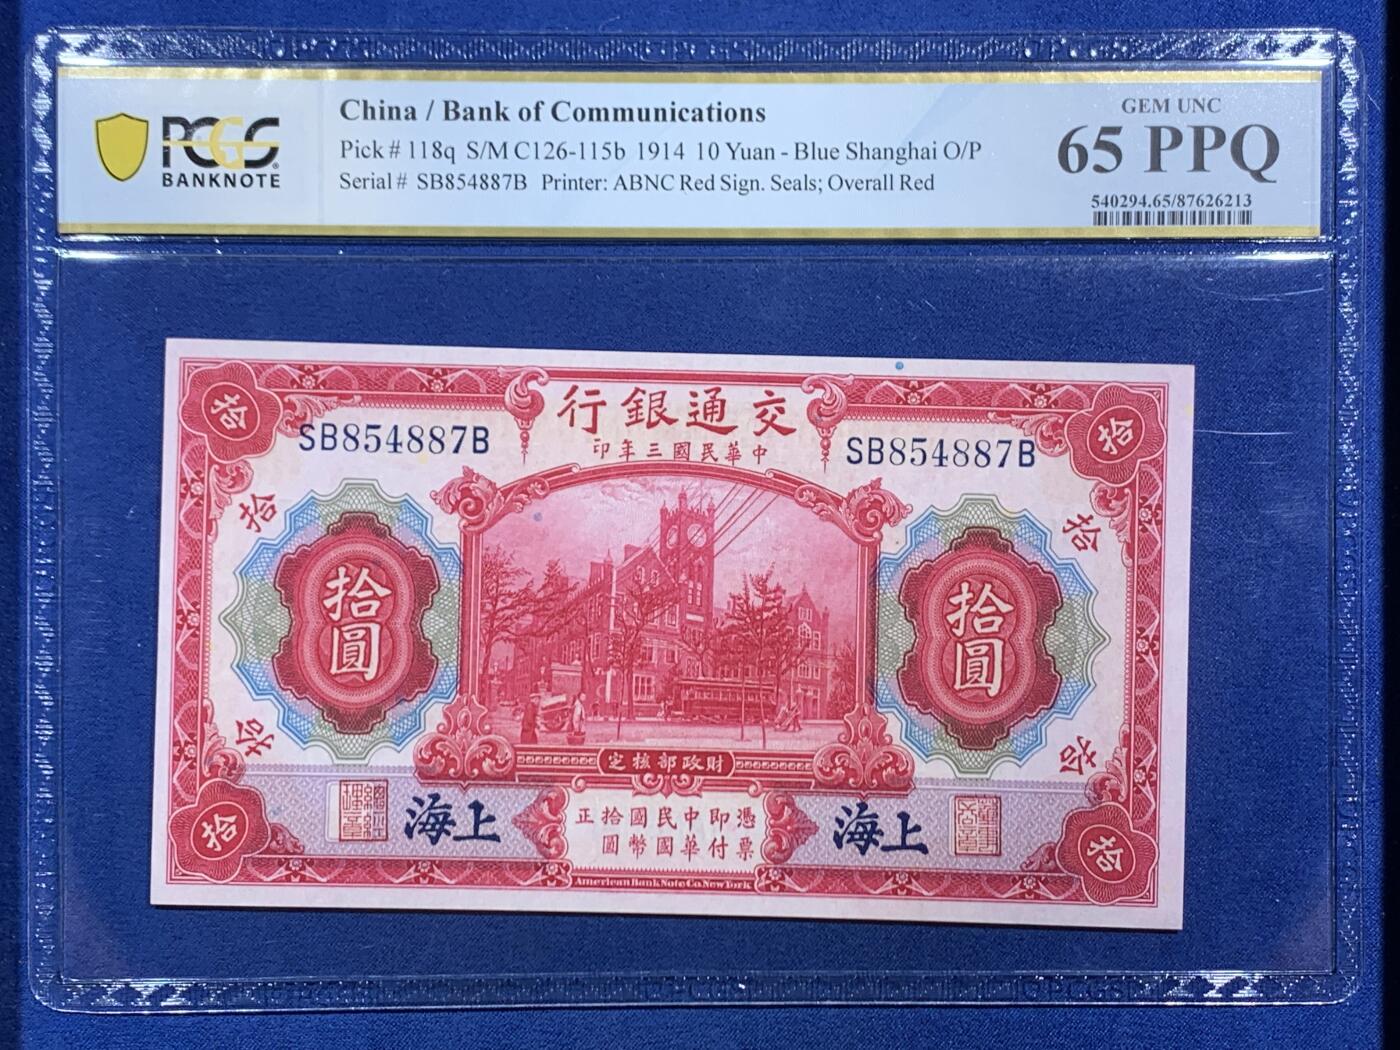 PCGS
BANKNOTE
China / Bank of Communications
Pick # 118q S/M C126-115b 1914 10 Yuan - Blue Shanghai O/P
Serial # SB854887B Printer: ABNC Red Sign. Seals; Overall Red
GEM UNC
65 PPQ
540294.65/87626213
拾
行銀通交
印年三國民華中
拾
SB854887B
SB854887B
拾
拾
拾圓
拾圓
拾
拾
定核部政財
海上
海上
正拾國民中即憑
圓幣國華付票
拾
拾
American Bank Note Co. New York